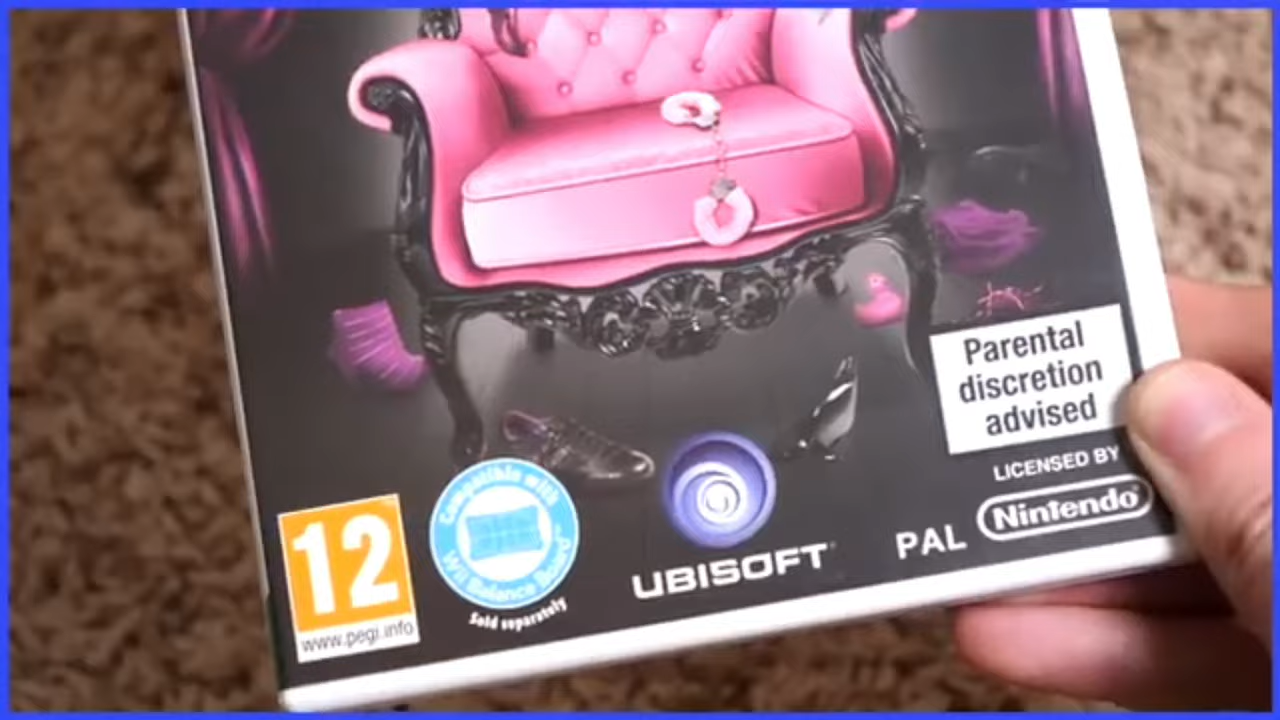 Parental
discretion
advised
LICENSED BY
Nintendo
PAL
12
www.pegi.info
Compatible with
Wii Balance Board
Sold separately
UBISOFT